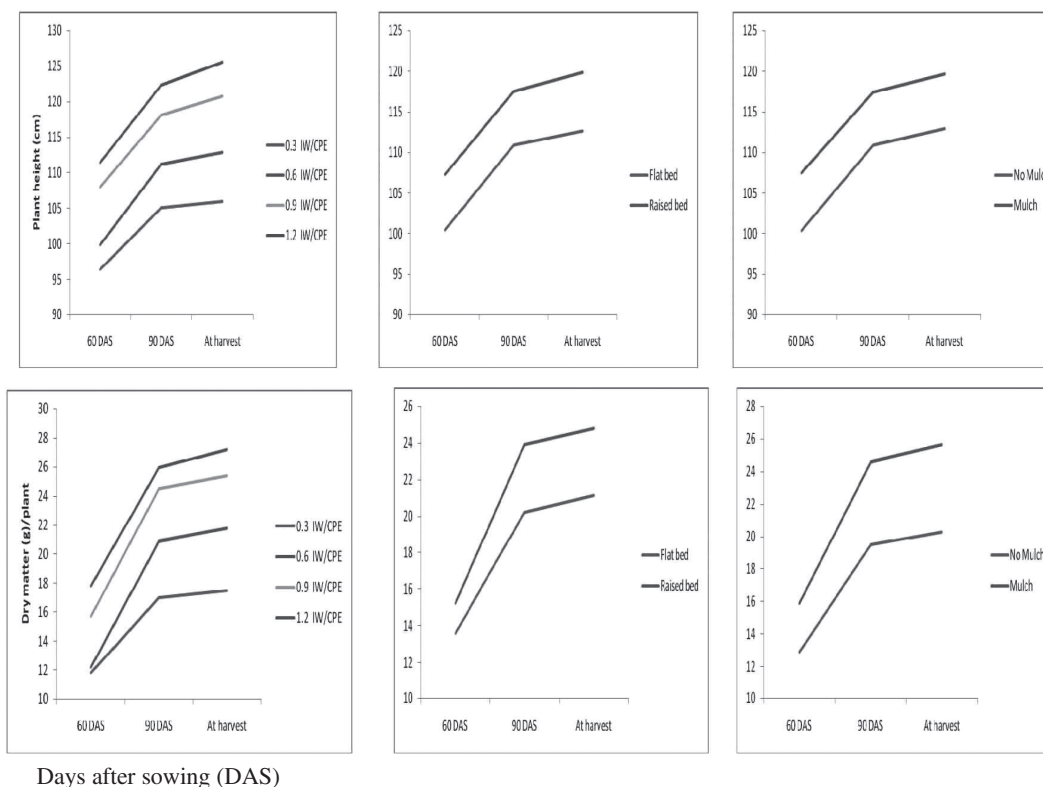 130
125
120
115
110
105
100
95
90
Plant height (cm)
60 DAS 90 DAS At harvest
0.3 IW/CPE
0.6 IW/CPE
0.9 IW/CPE
1.2 IW/CPE
125
120
115
110
105
100
95
90
60 DAS 90 DAS At harvest
Flat bed
Raised bed
125
120
115
110
105
100
95
90
60 DAS 90 DAS At harvest
No Mulc
Mulch
30
28
26
24
22
20
18
16
14
12
10
Dry matter (g)/plant
60 DAS 90 DAS At harvest
0.3 IW/CPE
0.6 IW/CPE
0.9 IW/CPE
1.2 IW/CPE
26
24
22
20
18
16
14
12
10
60 DAS 90 DAS At harvest
Flat bed
Raised bed
28
26
24
22
20
18
16
14
12
10
60 DAS 90 DAS At harvest
No Mulch
Mulch
Days after sowing (DAS)